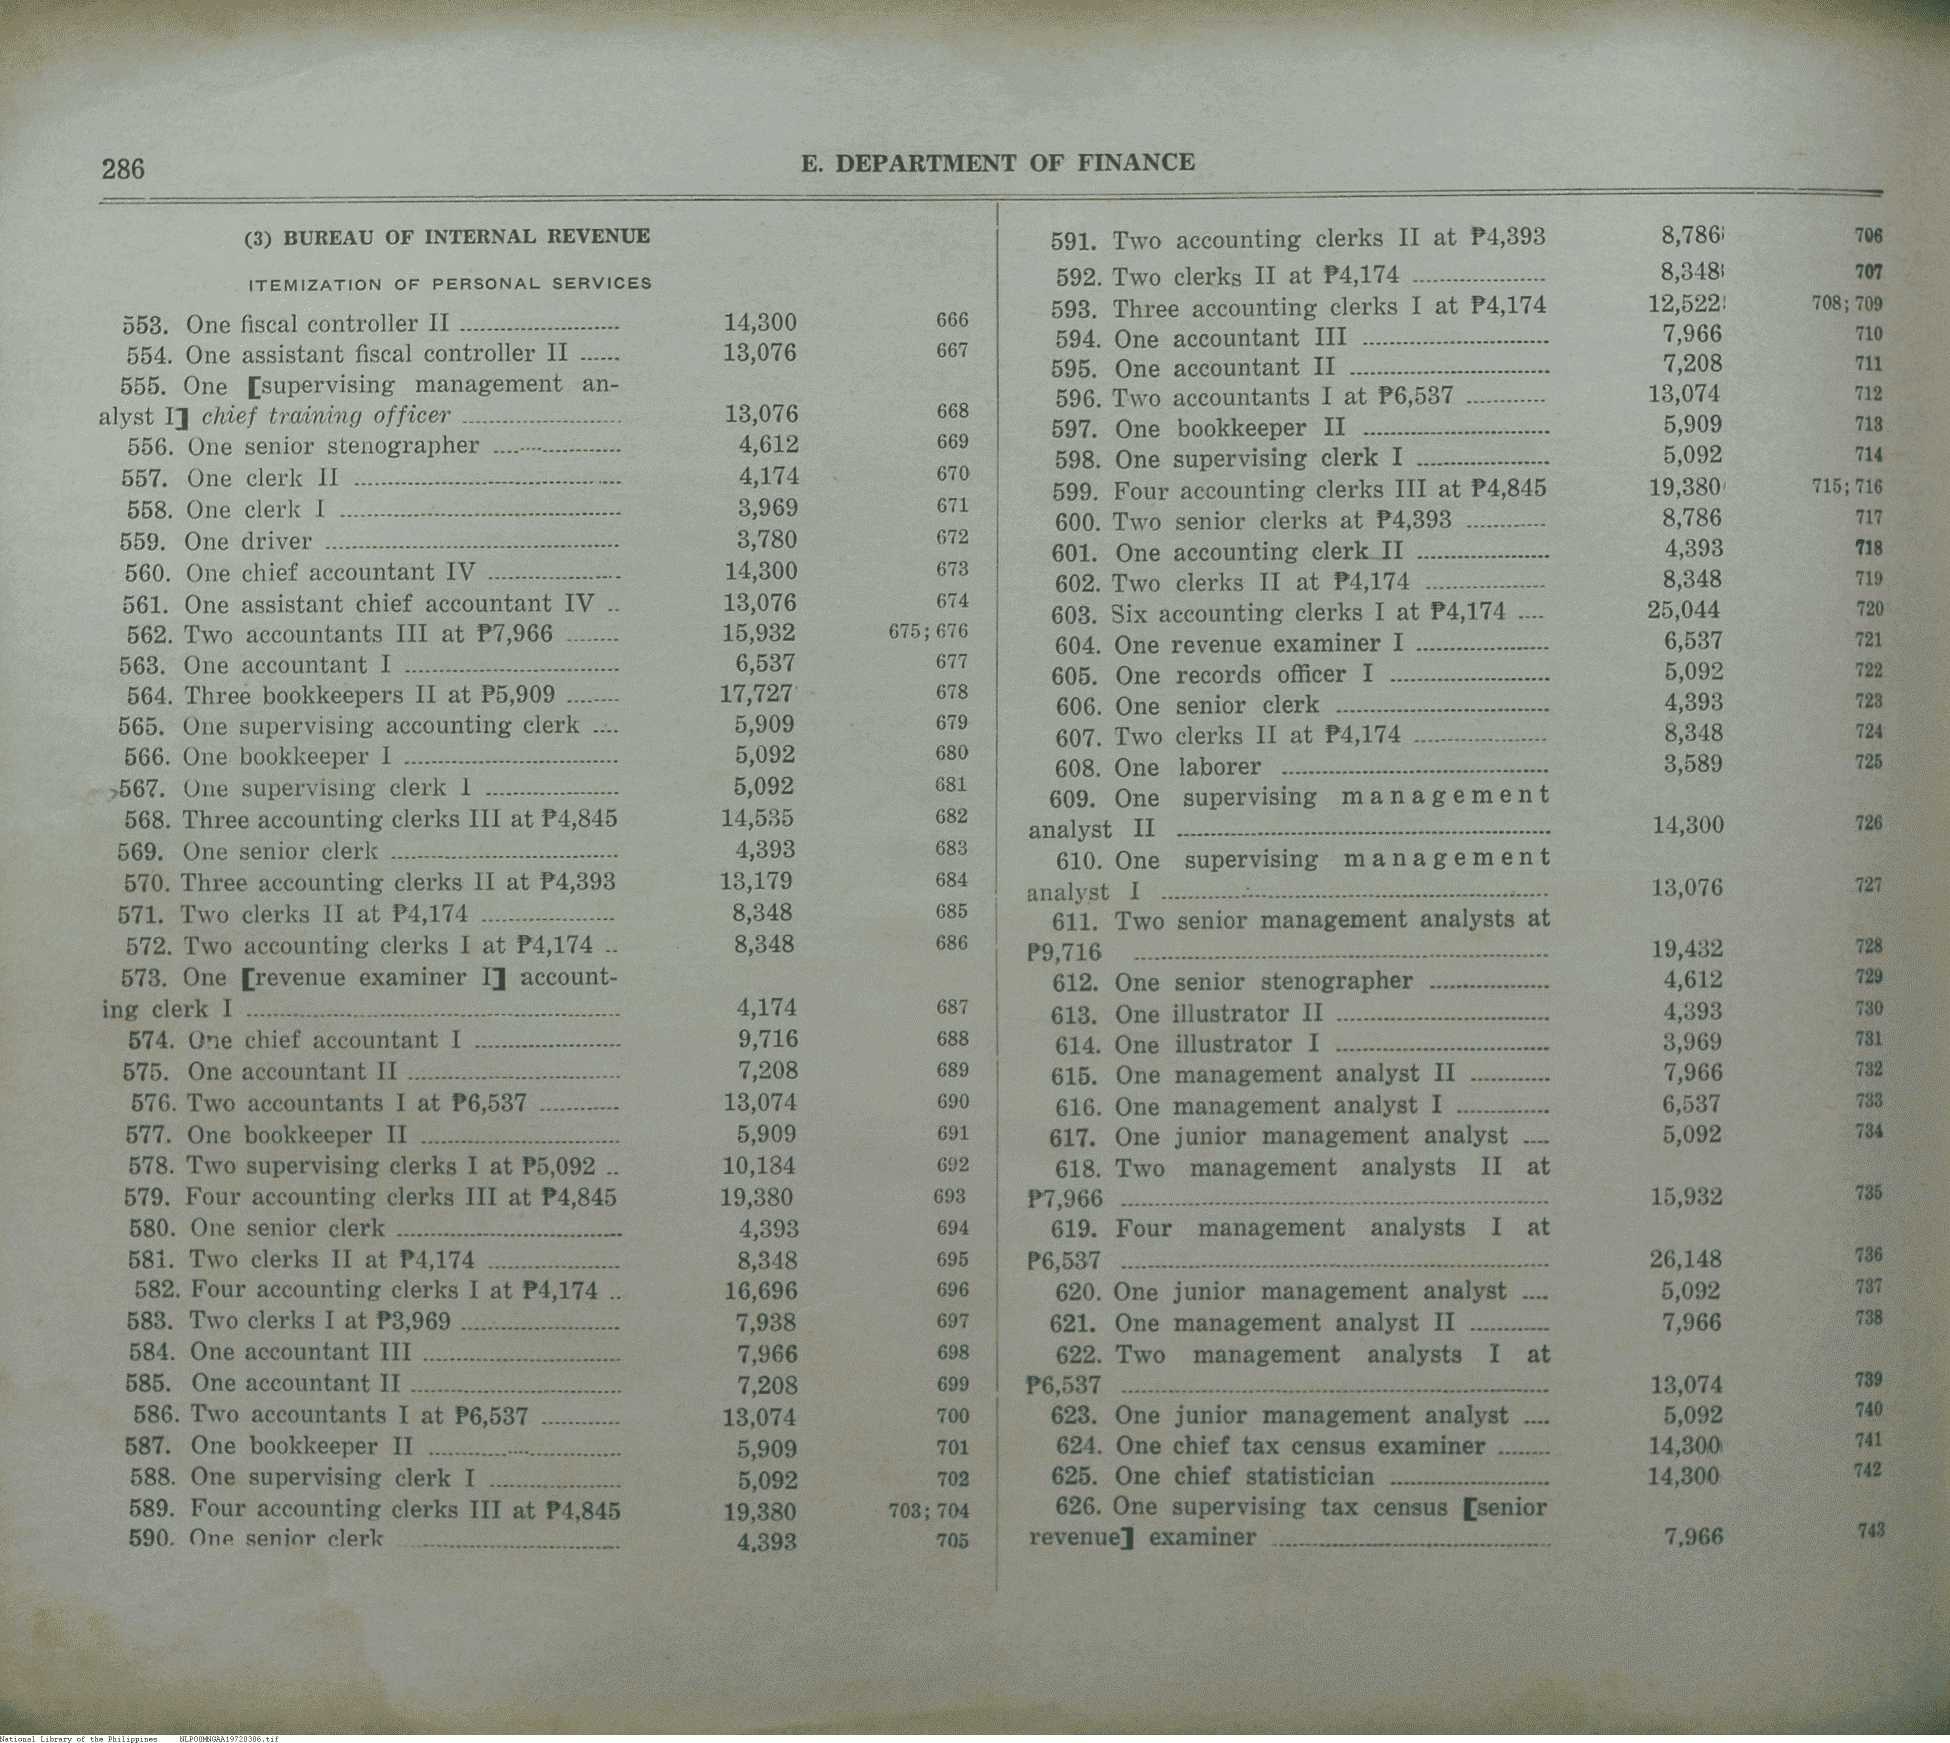 286
E. DEPARTMENT OF FINANCE
(3) BUREAU OF INTERNAL REVENUE
ITEMIZATION OF PERSONAL SERVICES
553. One fiscal controller II ........................ 14,300 666
554. One assistant fiscal controller II ...... 13,076 667
555. One [supervising management an-
alyst I] chief training officer ........................ 13,076 668
556. One senior stenographer ................... 4,612 669
557. One clerk II ........................................ 4,174 670
558. One clerk I .......................................... 3,969 671
559. One driver ............................................ 3,780 672
560. One chief accountant IV .................... 14,300 673
561. One assistant chief accountant IV .. 13,076 674
562. Two accountants III at ₱7,966 ........ 15,932 675; 676
563. One accountant I ................................ 6,537 677
564. Three bookkeepers II at ₱5,909 ........ 17,727 678
565. One supervising accounting clerk .... 5,909 679
566. One bookkeeper I ................................ 5,092 680
567. One supervising clerk 1 .................... 5,092 681
568. Three accounting clerks III at ₱4,845 14,535 682
569. One senior clerk .................................. 4,393 683
570. Three accounting clerks II at ₱4,393 13,179 684
571. Two clerks II at ₱4,174 .................... 8,348 685
572. Two accounting clerks I at ₱4,174 .. 8,348 686
573. One [revenue examiner I] account-
ing clerk I ........................................................ 4,174 687
574. One chief accountant I ...................... 9,716 688
575. One accountant II ................................ 7,208 689
576. Two accountants I at ₱6,537 ............ 13,074 690
577. One bookkeeper II .............................. 5,909 691
578. Two supervising clerks I at ₱5,092 .. 10,184 692
579. Four accounting clerks III at ₱4,845 19,380 693
580. One senior clerk .................................. 4,393 694
581. Two clerks II at ₱4,174 .................... 8,348 695
582. Four accounting clerks I at ₱4,174 .. 16,696 696
583. Two clerks I at ₱3,969 ........................ 7,938 697
584. One accountant III .............................. 7,966 698
585. One accountant II ................................ 7,208 699
586. Two accountants I at ₱6,537 ............ 13,074 700
587. One bookkeeper II ............................. 5,909 701
588. One supervising clerk I .................... 5,092 702
589. Four accounting clerks III at ₱4,845 19,380 703; 704
590. One senior clerk .................................. 4,393 705
591. Two accounting clerks II at ₱4,393 8,786 706
592. Two clerks II at ₱4,174 .................... 8,348 707
593. Three accounting clerks I at ₱4,174 12,522 708; 709
594. One accountant III ............................ 7,966 710
595. One accountant II .............................. 7,208 711
596. Two accountants I at ₱6,537 ............ 13,074 712
597. One bookkeeper II ............................ 5,909 713
598. One supervising clerk I .................... 5,092 714
599. Four accounting clerks III at ₱4,845 19,380 715; 716
600. Two senior clerks at ₱4,393 ............ 8,786 717
601. One accounting clerk II .................... 4,393 718
602. Two clerks II at ₱4,174 .................. 8,348 719
603. Six accounting clerks I at ₱4,174 .... 25,044 720
604. One revenue examiner I .................... 6,537 721
605. One records officer I ........................ 5,092 722
606. One senior clerk ................................ 4,393 723
607. Two clerks II at ₱4,174 .................... 8,348 724
608. One laborer ........................................ 3,589 725
609. One supervising management
analyst II ........................................................ 14,300 726
610. One supervising management
analyst I .......................................................... 13,076 727
611. Two senior management analysts at
₱9,716 .............................................................. 19,432 728
612. One senior stenographer .................. 4,612 729
613. One illustrator II ................................ 4,393 730
614. One illustrator I ................................ 3,969 731
615. One management analyst II ............ 7,966 732
616. One management analyst I .............. 6,537 733
617. One junior management analyst .... 5,092 734
618. Two management analysts II at
₱7,966 ................................................................ 15,932 735
619. Four management analysts I at
₱6,537 ................................................................ 26,148 736
620. One junior management analyst .... 5,092 737
621. One management analyst II ............ 7,966 738
622. Two management analysts I at
₱6,537 ................................................................ 13,074 739
623. One junior management analyst .... 5,092 740
624. One chief tax census examiner ........ 14,300 741
625. One chief statistician ........................ 14,300 742
626. One supervising tax census [senior
revenue] examiner .......................................... 7,966 743
National Library of the Philippines NLPO0MNGAA19720306.tif